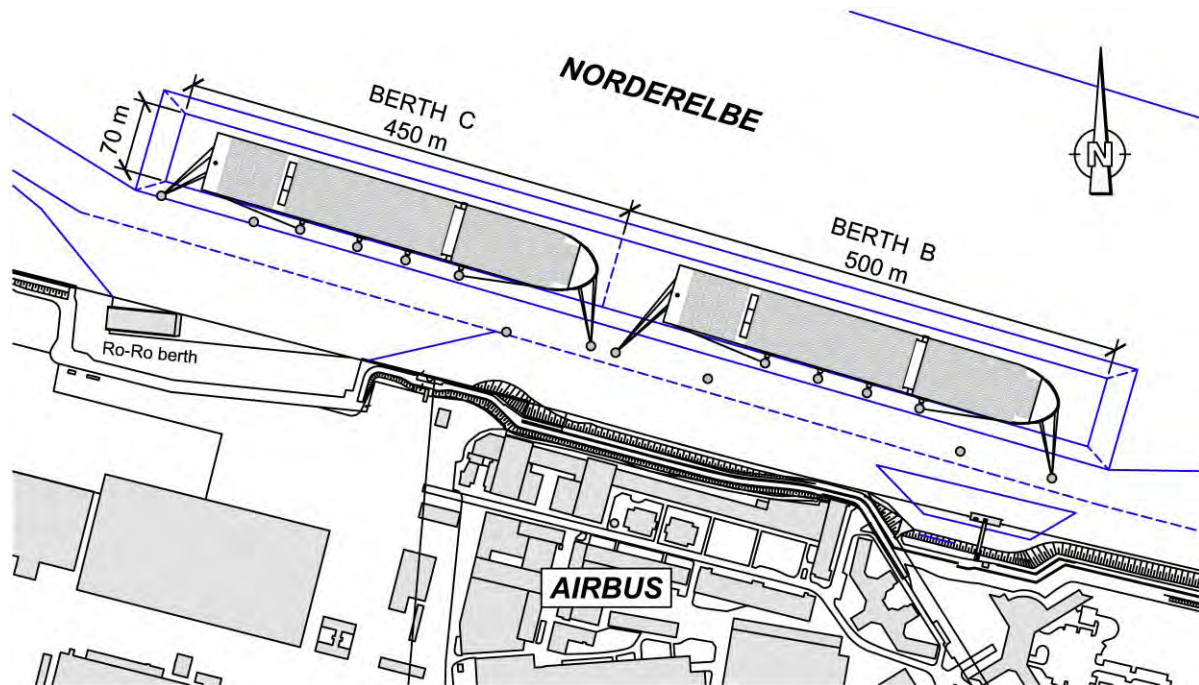 NORDERELBE
BERTH C
450 m
70 m
N
BERTH B
500 m
Ro-Ro berth
AIRBUS